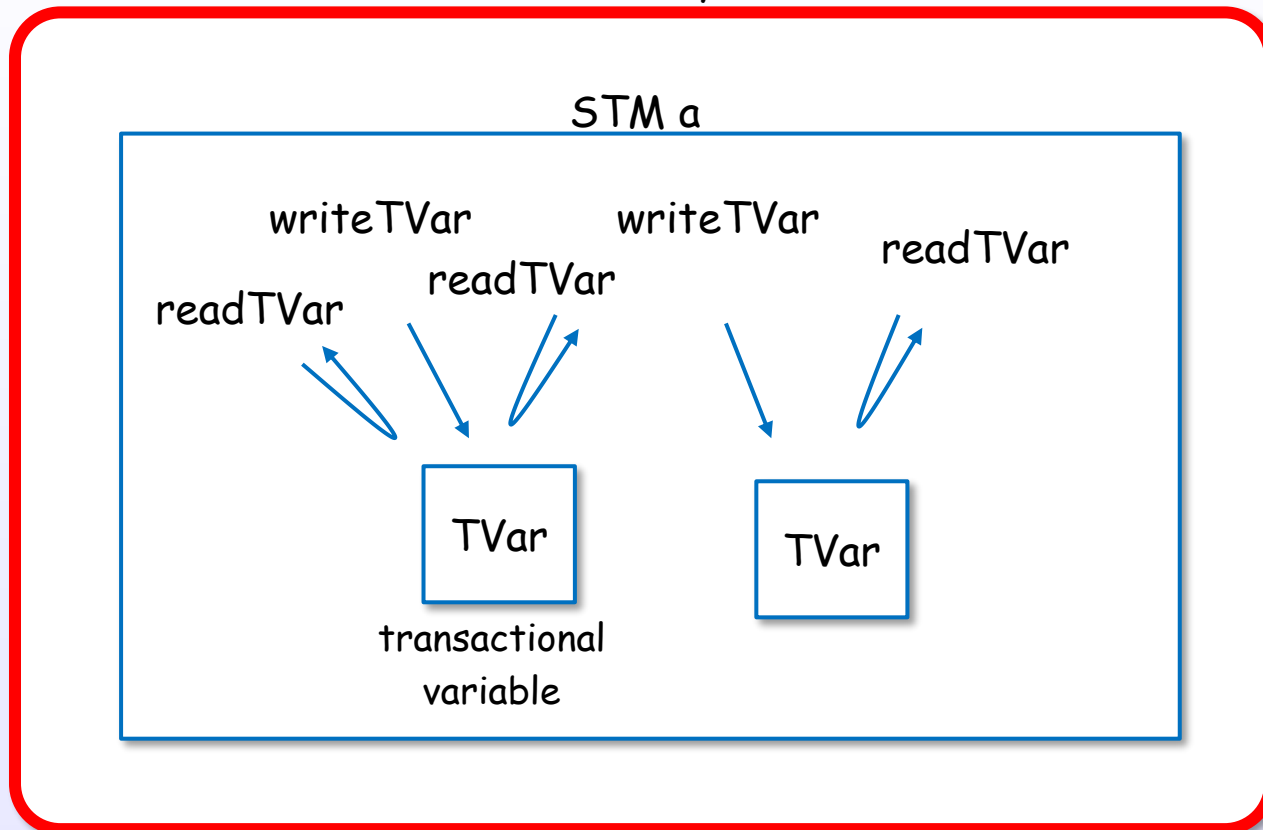 STM a
writeTVar
writeTVar
readTVar
readTVar
readTVar
TVar
TVar
transactional
variable